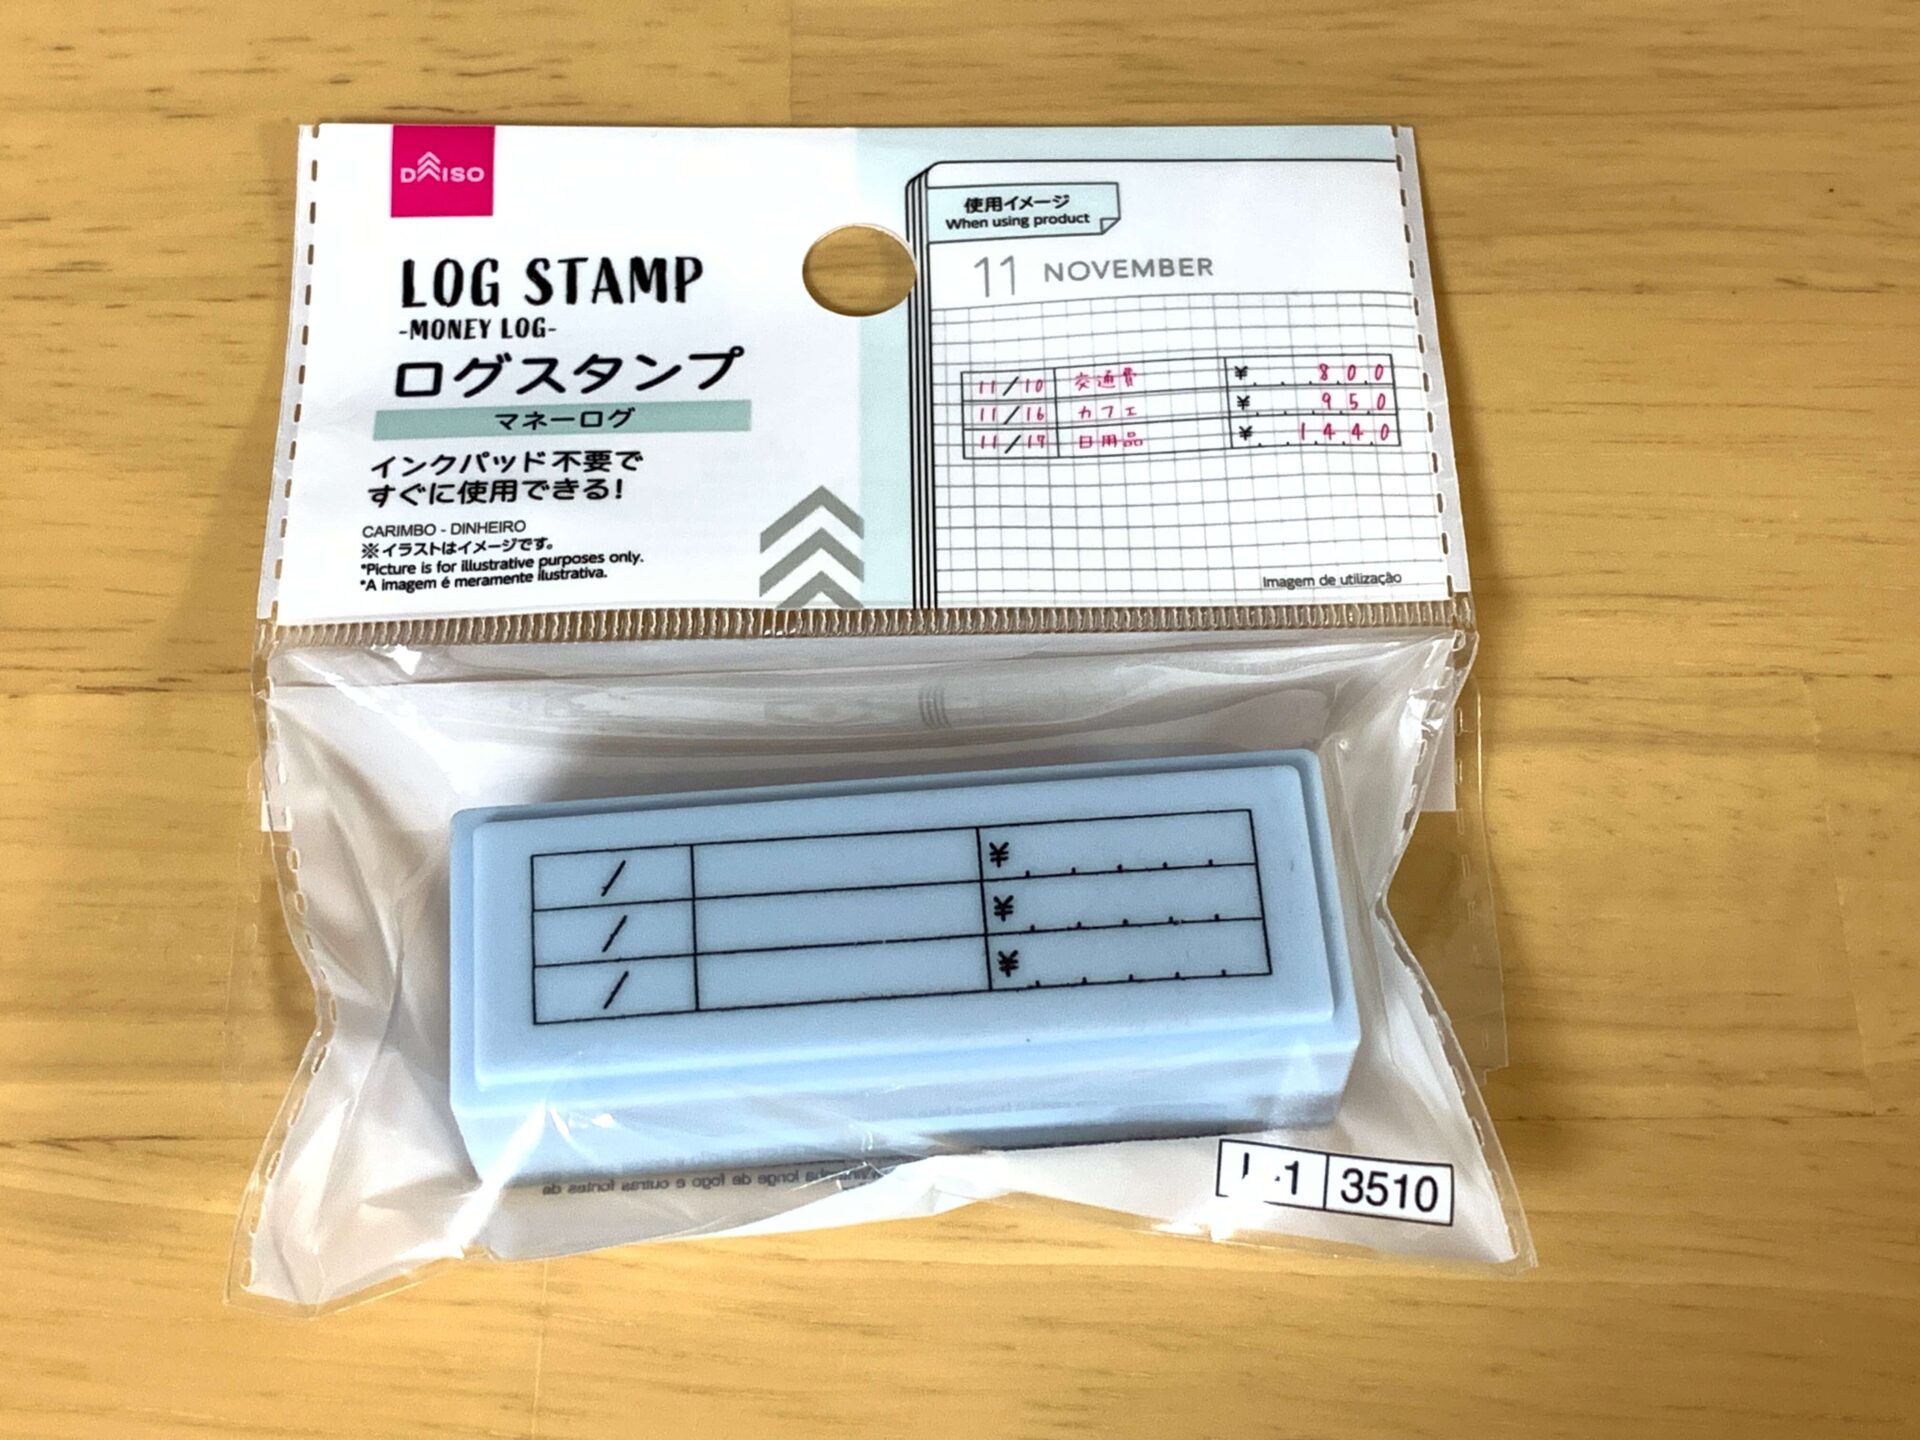 DAISO
LOG STAMP
-MONEY LOG-
ログスタンプ
マネーログ
インクパッド不要で
すぐに使用できる!
CARIMBO - DINHEIRO
※イラストはイメージです。
*Picture is for illustrative purposes only.
*A imagem é meramente ilustrativa.
使用イメージ
When using product
11 NOVEMBER
11/10 交通費 ¥ 800
11/16 カフェ ¥ 950
11/17 日用品 ¥ 1440
Imagem de utilização
/ ¥
/ ¥
/ ¥
3510